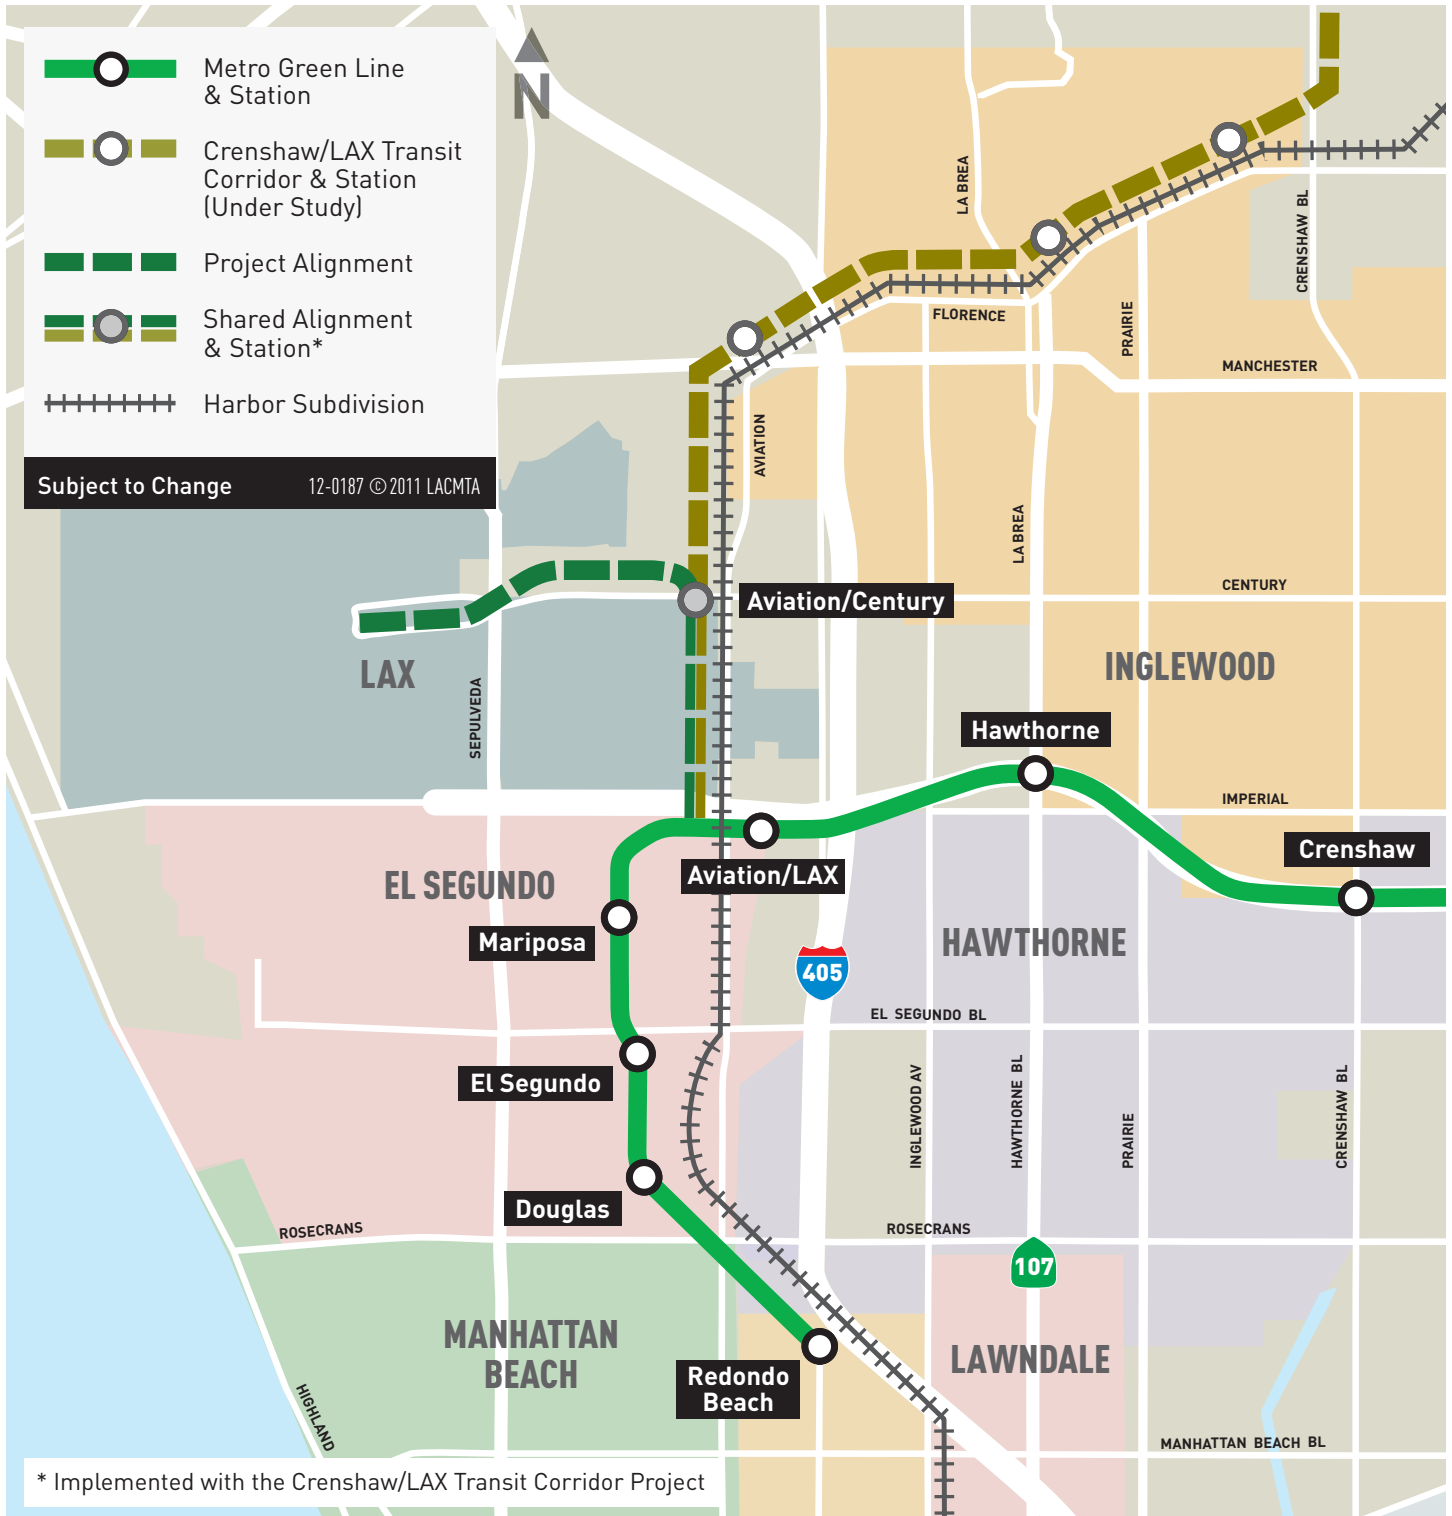 Metro Green Line
& Station
Crenshaw/LAX Transit
Corridor & Station
(Under Study)
Project Alignment
Shared Alignment
& Station*
Harbor Subdivision
Subject to Change
12-0187 © 2011 LACMTA
N
LA BREA
CRENSHAW BL
FLORENCE
PRAIRIE
MANCHESTER
AVIATION
LA BREA
CENTURY
Aviation/Century
LAX
INGLEWOOD
SEPULVEDA
Hawthorne
IMPERIAL
Crenshaw
Aviation/LAX
EL SEGUNDO
Mariposa
HAWTHORNE
405
EL SEGUNDO BL
El Segundo
INGLEWOOD AV
HAWTHORNE BL
PRAIRIE
CRENSHAW BL
Douglas
ROSECRANS
ROSECRANS
107
MANHATTAN
BEACH
LAWNDALE
Redondo
Beach
HIGHLAND
MANHATTAN BEACH BL
* Implemented with the Crenshaw/LAX Transit Corridor Project